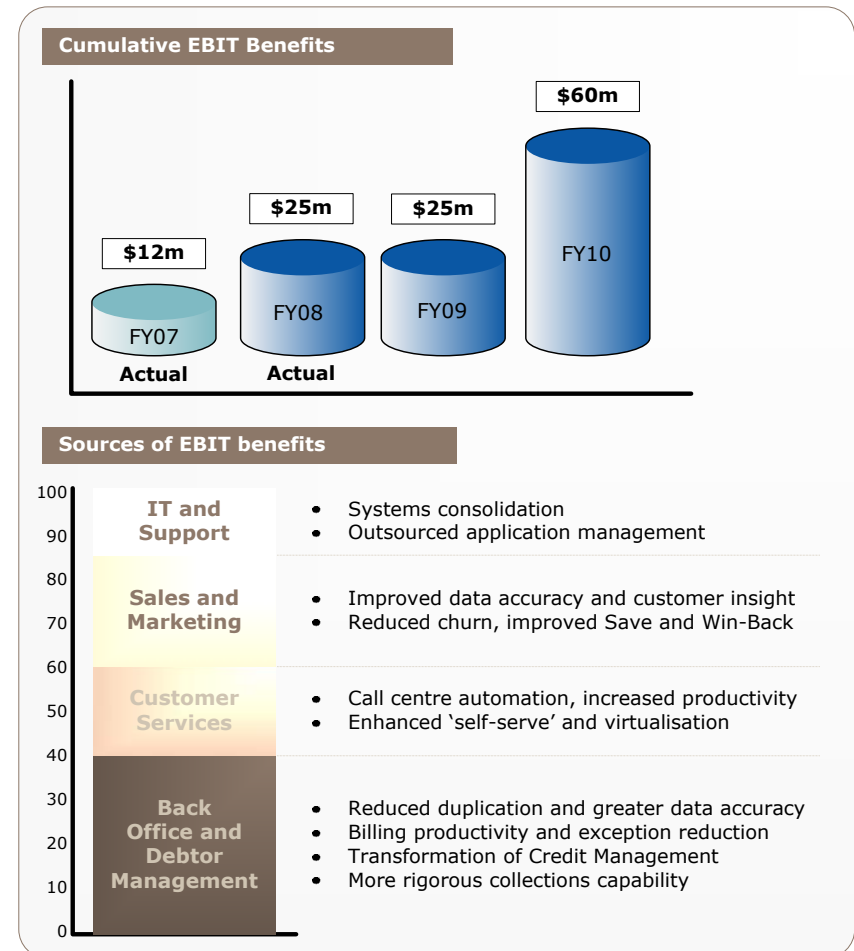 Cumulative EBIT Benefits
$60m
$25m
$25m
$12m
FY10
FY08
FY09
FY07
Actual
Actual
Sources of EBIT benefits
100
90
80
70
60
50
40
30
20
10
0
IT and
Support
• Systems consolidation
• Outsourced application management
Sales and
Marketing
• Improved data accuracy and customer insight
• Reduced churn, improved Save and Win-Back
Customer
Services
• Call centre automation, increased productivity
• Enhanced ‘self-serve’ and virtualisation
Back
Office and
Debtor
Management
• Reduced duplication and greater data accuracy
• Billing productivity and exception reduction
• Transformation of Credit Management
• More rigorous collections capability